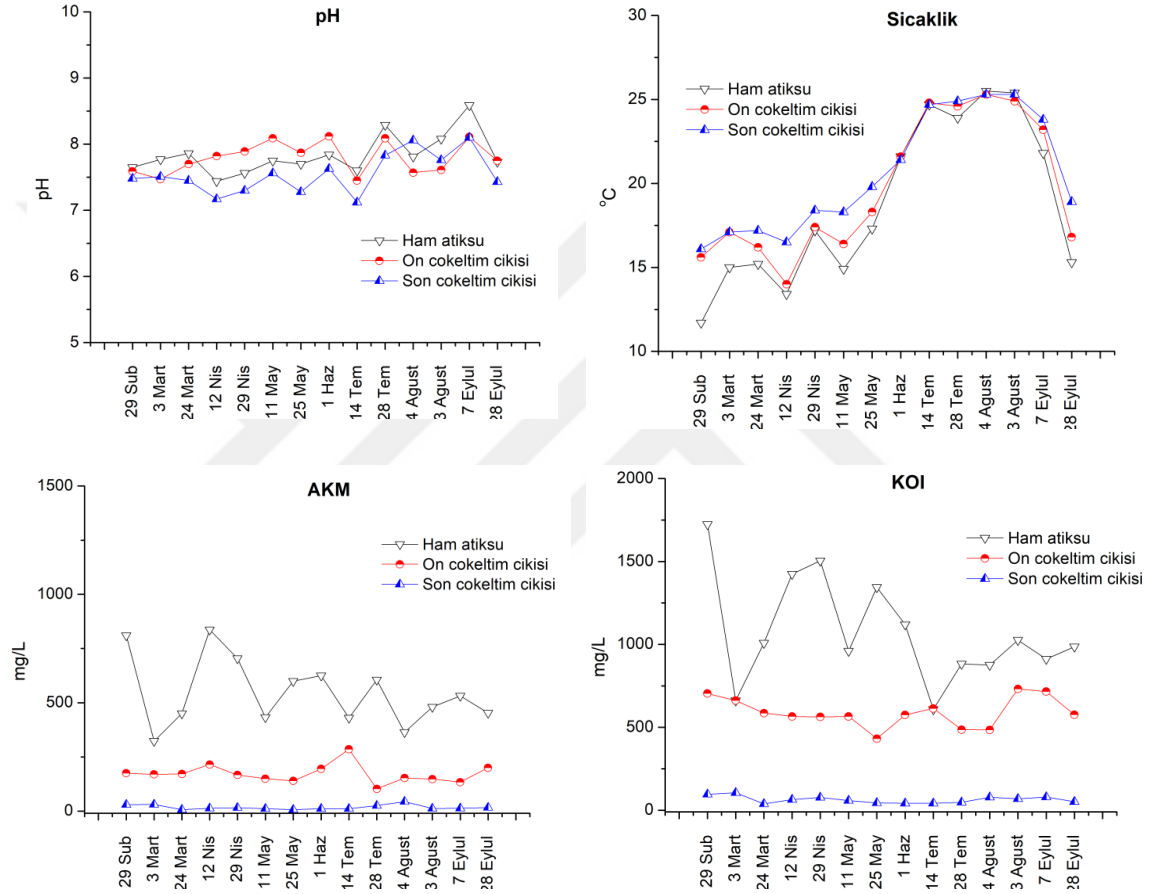 pH
10
9
8
7
6
5
pH
Ham atiksu
On cokeltim cikisi
Son cokeltim cikisi
29 Sub
3 Mart
24 Mart
12 Nis
29 Nis
11 May
25 May
1 Haz
14 Tem
28 Tem
4 Agust
3 Agust
7 Eylul
28 Eylul
Sicaklik
30
25
20
15
10
°C
Ham atiksu
On cokeltim cikisi
Son cokeltim cikisi
29 Sub
3 Mart
24 Mart
12 Nis
29 Nis
11 May
25 May
1 Haz
14 Tem
28 Tem
4 Agust
3 Agust
7 Eylul
28 Eylul
AKM
1500
1000
500
0
mg/L
Ham atiksu
On cokeltim cikisi
Son cokeltim cikisi
29 Sub
3 Mart
24 Mart
12 Nis
29 Nis
11 May
25 May
1 Haz
14 Tem
28 Tem
4 Agust
3 Agust
7 Eylul
28 Eylul
KOI
2000
1500
1000
500
0
mg/L
Ham atiksu
On cokeltim cikisi
Son cokeltim cikisi
29 Sub
3 Mart
24 Mart
12 Nis
29 Nis
11 May
25 May
1 Haz
14 Tem
28 Tem
4 Agust
3 Agust
7 Eylul
28 Eylul